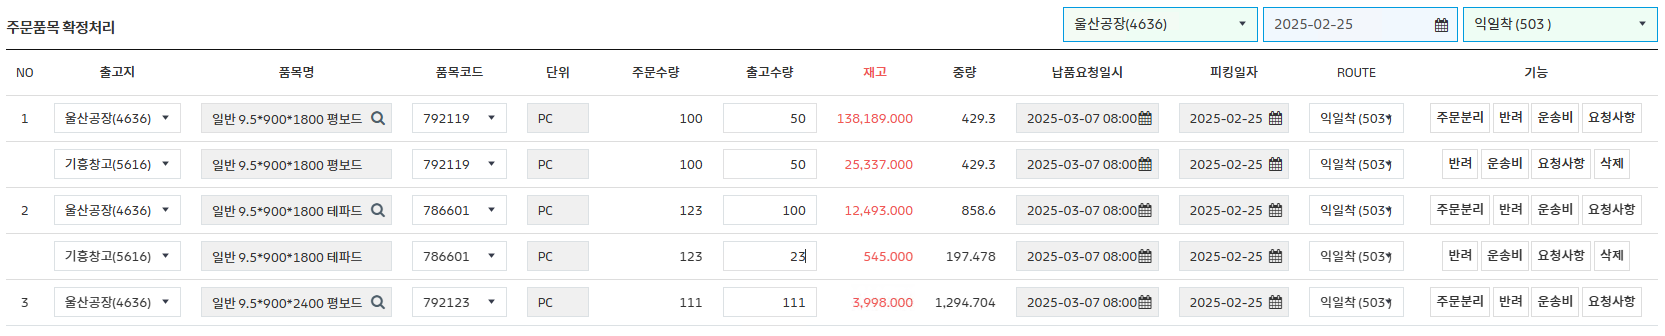 주문품목 확정처리 울산공장(4636) 2025-02-25 익일착 (503 )
NO 출고지 품목명 품목코드 단위 주문수량 출고수량 재고 중량 납품요청일시 피킹일자 ROUTE 기능
1 울산공장(4636) 일반 9.5*900*1800 평보드 792119 PC 100 50 138,189.000 429.3 2025-03-07 08:00 2025-02-25 익일착 (503 주문분리 반려 운송비 요청사항
기흥창고(5616) 일반 9.5*900*1800 평보드 792119 PC 100 50 25,337.000 429.3 2025-03-07 08:00 2025-02-25 익일착 (503 반려 운송비 요청사항 삭제
2 울산공장(4636) 일반 9.5*900*1800 테파드 786601 PC 123 100 12,493.000 858.6 2025-03-07 08:00 2025-02-25 익일착 (503 주문분리 반려 운송비 요청사항
기흥창고(5616) 일반 9.5*900*1800 테파드 786601 PC 123 23 545.000 197.478 2025-03-07 08:00 2025-02-25 익일착 (503 반려 운송비 요청사항 삭제
3 울산공장(4636) 일반 9.5*900*2400 평보드 792123 PC 111 111 3,998.000 1,294.704 2025-03-07 08:00 2025-02-25 익일착 (503 주문분리 반려 운송비 요청사항